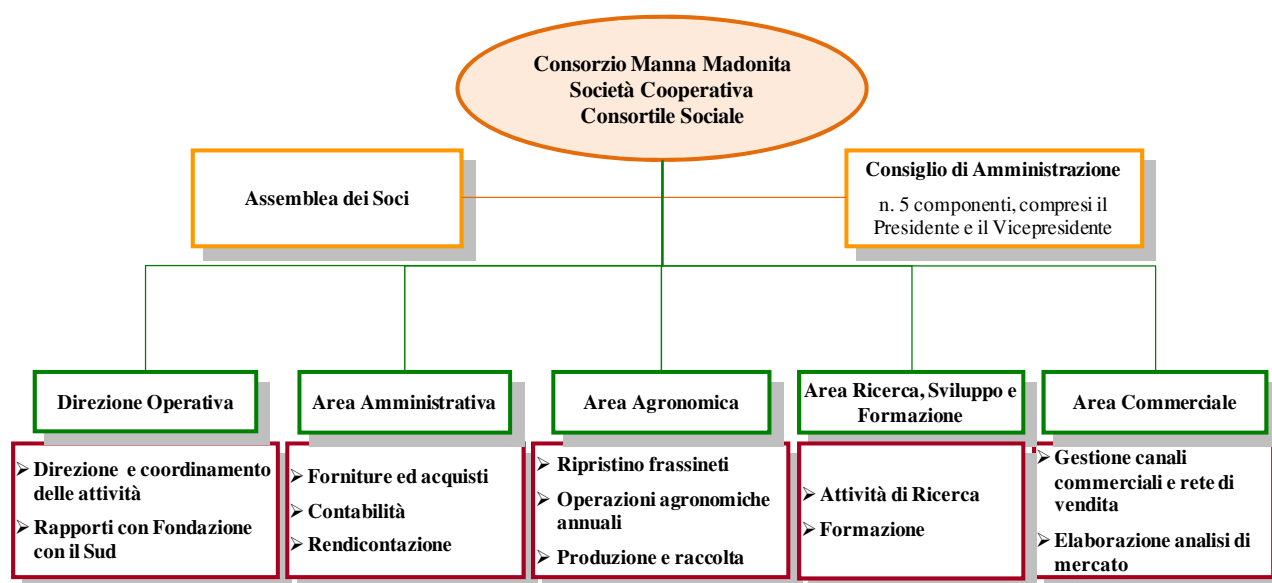 Consorzio Manna Madonita
Società Cooperativa
Consortile Sociale
Assemblea dei Soci
Consiglio di Amministrazione
n. 5 componenti, compresi il
Presidente e il Vicepresidente
Direzione Operativa
Area Amministrativa
Area Agronomica
Area Ricerca, Sviluppo e
Formazione
Area Commerciale
➢ Direzione e coordinamento
delle attività
➢ Rapporti con Fondazione
con il Sud
➢ Forniture ed acquisti
➢ Contabilità
➢ Rendicontazione
➢ Ripristino frassineti
➢ Operazioni agronomiche
annuali
➢ Produzione e raccolta
➢ Attività di Ricerca
➢ Formazione
➢ Gestione canali
commerciali e rete di
vendita
➢ Elaborazione analisi di
mercato